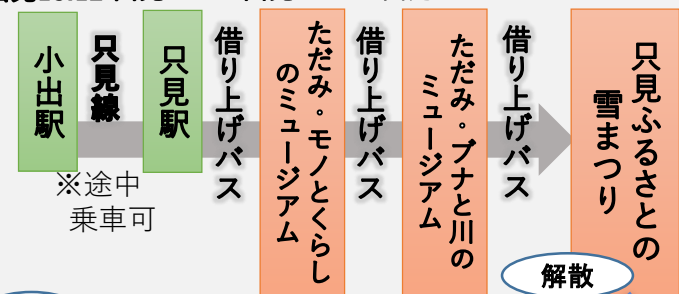 小出駅
只見線
※途中
乗車可
只見駅
借り上げバス
ただみ・モノとくらし
のミュージアム
借り上げバス
ただみ・ブナと川の
ミュージアム
借り上げバス
只見ふるさとの
雪まつり
解散